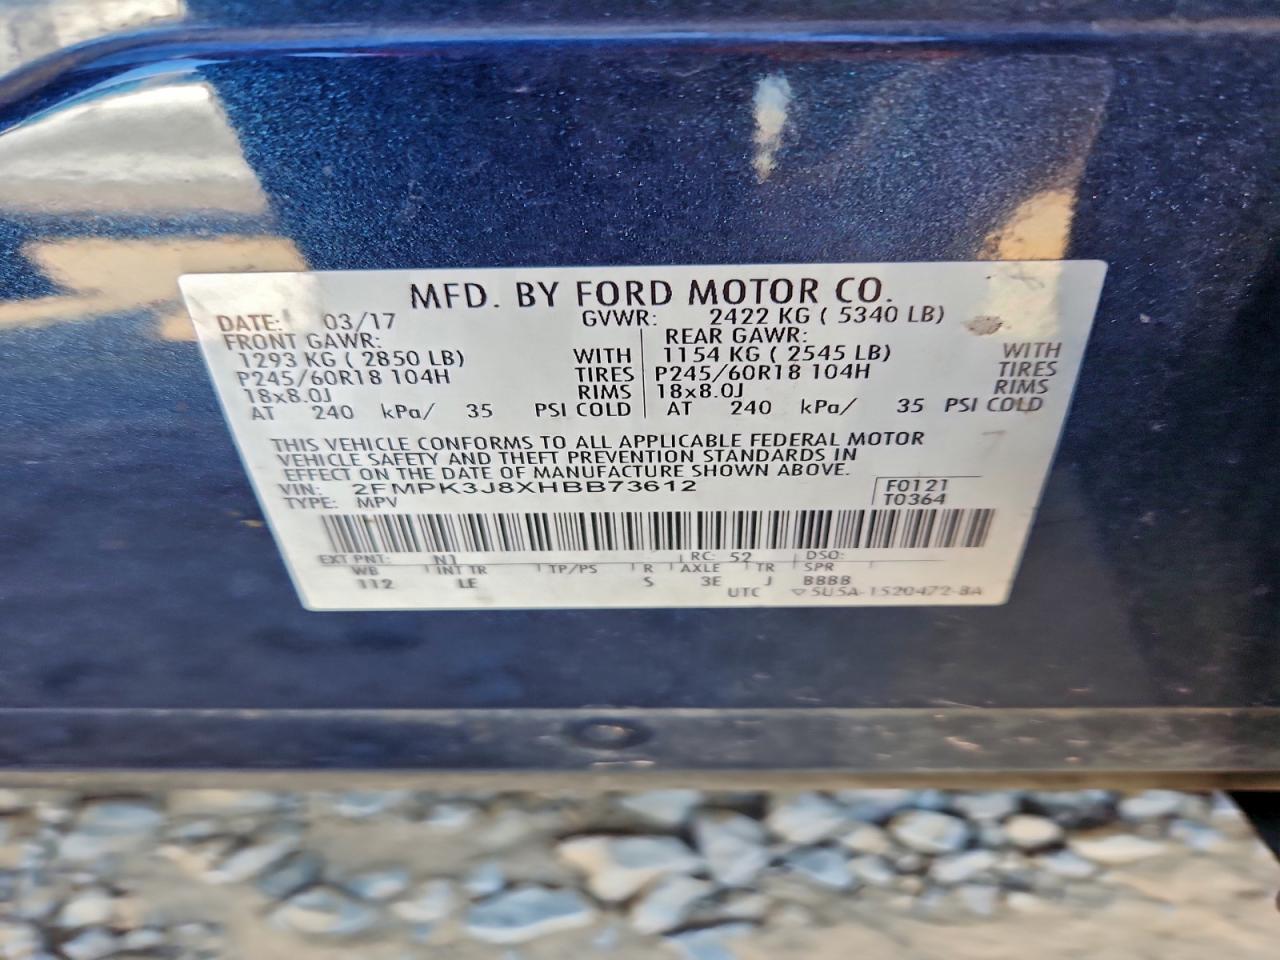 MFD. BY FORD MOTOR CO.
DATE: 03/17 GVWR: 2422 KG ( 5340 LB)
FRONT GAWR: REAR GAWR:
1293 KG ( 2850 LB) WITH 1154 KG ( 2545 LB) WITH
P245/60R18 104H TIRES P245/60R18 104H TIRES
18x8.0J RIMS 18x8.0J RIMS
AT 240 kPa/ 35 PSI COLD AT 240 kPa/ 35 PSI COLD
THIS VEHICLE CONFORMS TO ALL APPLICABLE FEDERAL MOTOR
VEHICLE SAFETY AND THEFT PREVENTION STANDARDS IN
EFFECT ON THE DATE OF MANUFACTURE SHOWN ABOVE.
VIN: 2FMPK3J8XHBB73612 F0121
TYPE: MPV T0364
EXT PNT: N1 RC: 52 DSO:
WB INT TR TP/PS R AXLE TR SPR
112 LE S 3E J BBBB
UTC ▽5U5A-1520472-BA